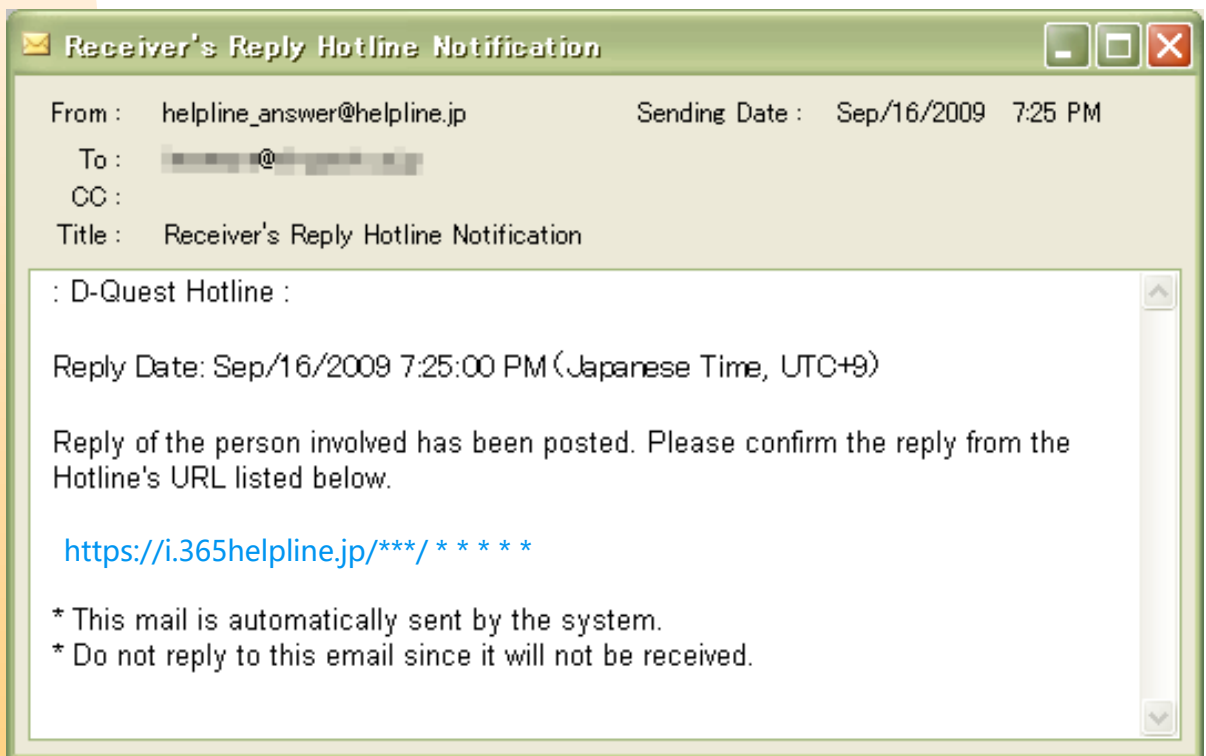 Receiver's Reply Hotline Notification
From : helpline_answer@helpline.jp Sending Date : Sep/16/2009 7:25 PM
To : @
CC :
Title : Receiver's Reply Hotline Notification
: D-Quest Hotline :
Reply Date: Sep/16/2009 7:25:00 PM(Japanese Time, UTC+9)
Reply of the person involved has been posted. Please confirm the reply from the
Hotline's URL listed below.
https://i.365helpline.jp/***/ * * * * *
* This mail is automatically sent by the system.
* Do not reply to this email since it will not be received.